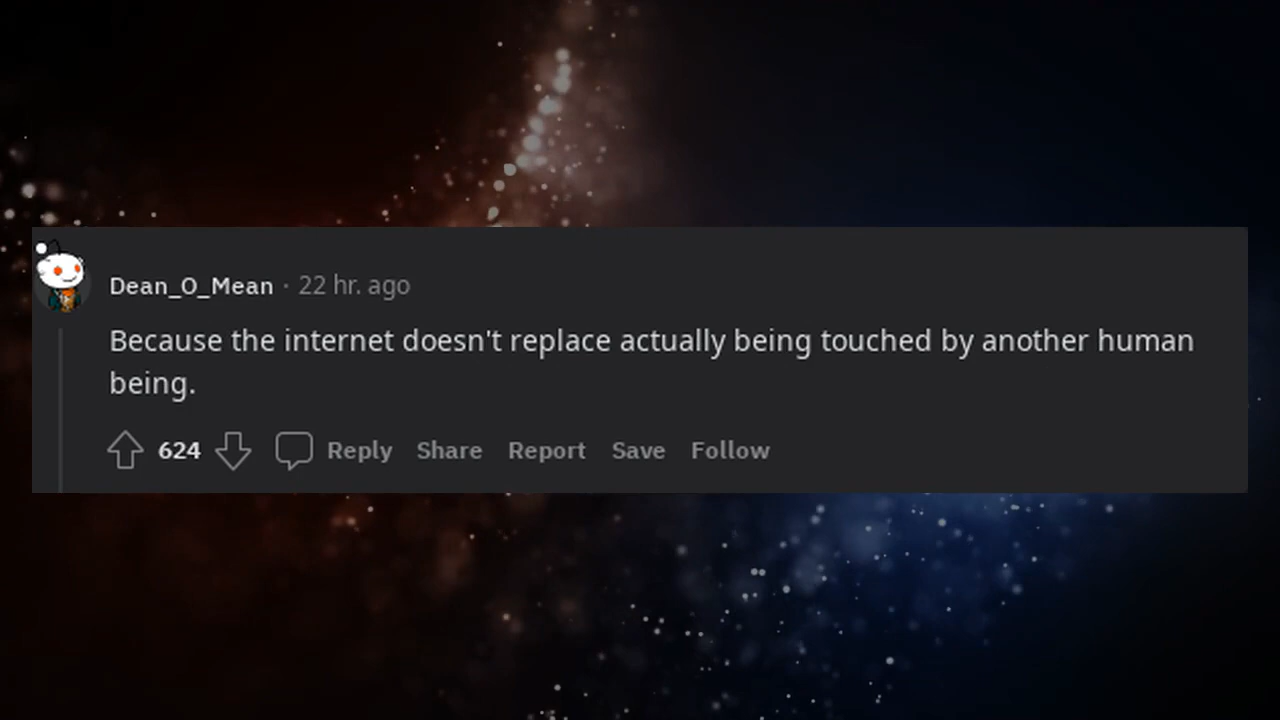 Dean_O_Mean · 22 hr. ago
Because the internet doesn't replace actually being touched by another human
being.
624 Reply Share Report Save Follow